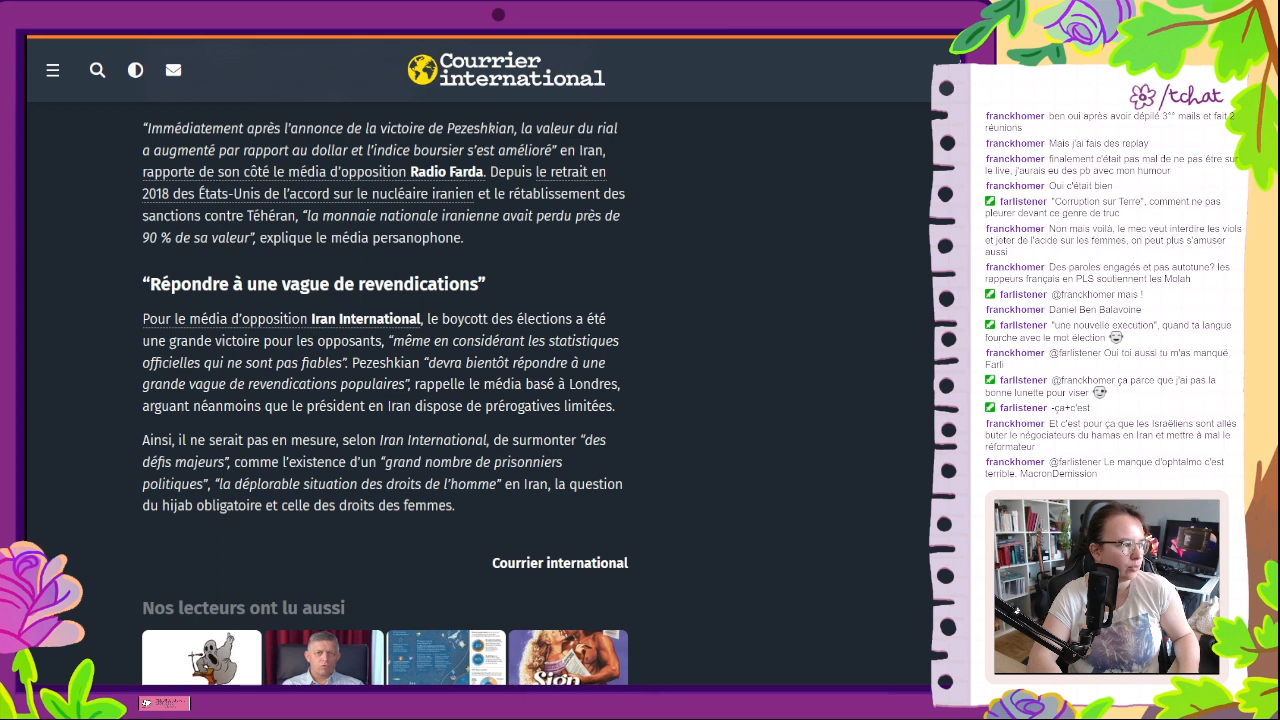 Courrier
international
“Immédiatement après l’annonce de la victoire de Pezeshkian, la valeur du rial
a augmenté par rapport au dollar et l’indice boursier s’est amélioré” en Iran,
rapporte de son côté le média d’opposition Radio Farda. Depuis le retrait en
2018 des États-Unis de l’accord sur le nucléaire iranien et le rétablissement des
sanctions contre Téhéran, “la monnaie nationale iranienne avait perdu près de
90 % de sa valeur”, explique le média persanophone.
“Répondre à une vague de revendications”
Pour le média d’opposition Iran International, le boycott des élections a été
une grande victoire pour les opposants, “même en considérant les statistiques
officielles qui ne sont pas fiables”. Pezeshkian “devra bientôt répondre à une
grande vague de revendications populaires”, rappelle le média basé à Londres,
arguant néanmoins que le président en Iran dispose de prérogatives limitées.
Ainsi, il ne serait pas en mesure, selon Iran International, de surmonter “des
défis majeurs”, comme l’existence d’un “grand nombre de prisonniers
politiques”, “la déplorable situation des droits de l’homme” en Iran, la question
du hijab obligatoire et celle des droits des femmes.
Courrier international
Nos lecteurs ont lu aussi
Sign
/tchat
franckhomer ben oui après avoir dépilé 3°° mails et fait 2
réunions
franckhomer Mais j'ai fais des replay
franckhomer finalement c'était pas mal de ne pas être sur
le live, j'aurais eu des pb avec mon humour
franckhomer Oui c'était bien
farlistener "Corruption sur Terre", comment ne pas
pleurer devant ce genre de truc
franckhomer Non mais voilà, le mec veut interdire les viols
et jeter de l'acide sur les femmes, on peut plus s'amuser
aussi
franckhomer Des paroles engagés et pas autotune? les
rappeurs français en PLS soutiennent les Molah
farlistener @franckhomer mais !
franckhomer Daniel Ben Balavoine
farlistener "une nouvelle execution", quand ta langue
fourche avec le mot élection
franckhomer @farlistener Oui toi aussi tu m'as manqué
Farli
farlistener @franckhomer ça parce que j'ai pas la
bonne lunette pour viser
farlistener -ça+c'est
franckhomer Et c'est pour ça que les Israëliens sont allés
buter le négociateurs du hamas en Iran et mettre à mal le
réformateur
franckhomer @farlistener Le manque d'ophtalmo c'est
terrible, MacronDemission